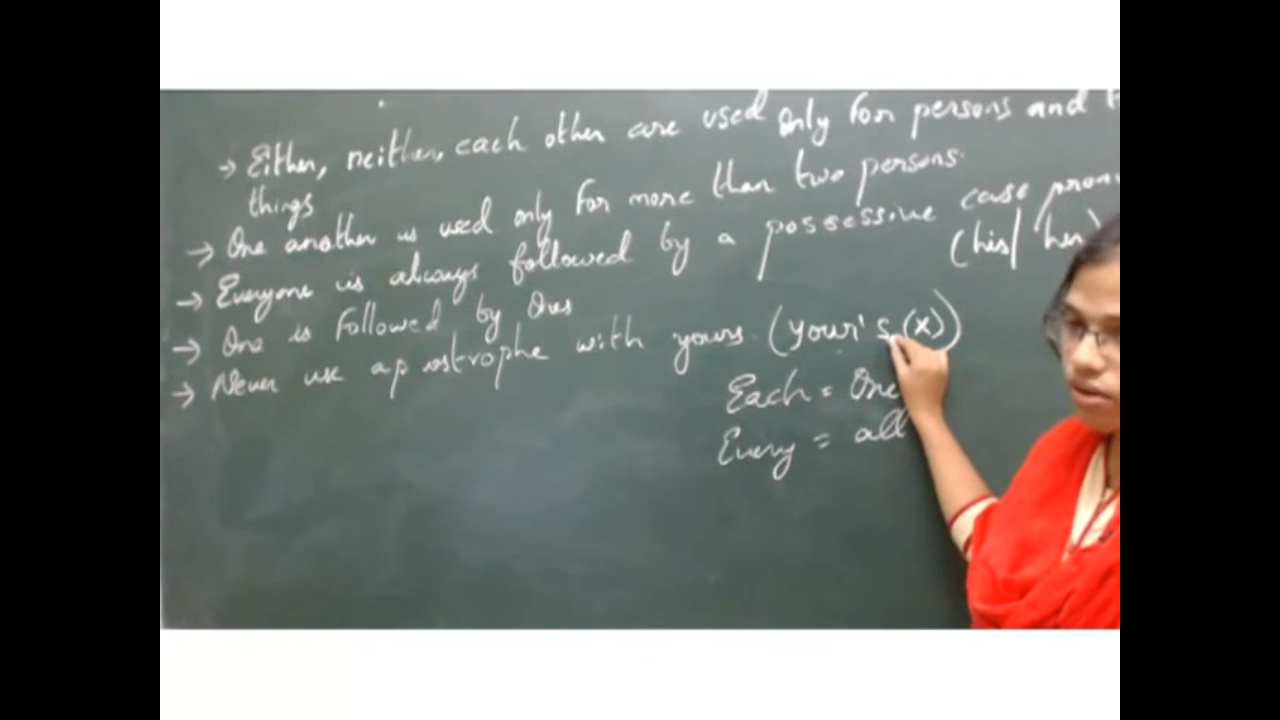 → Either, neither, each other are used only for persons and
things
→ One another is used only for more than two persons.
→ Everyone is always followed by a possessive case
(his/ her)
→ One is followed by Ones
→ Never use apostrophe with yours. (your's (x))
Each = One
Every = all